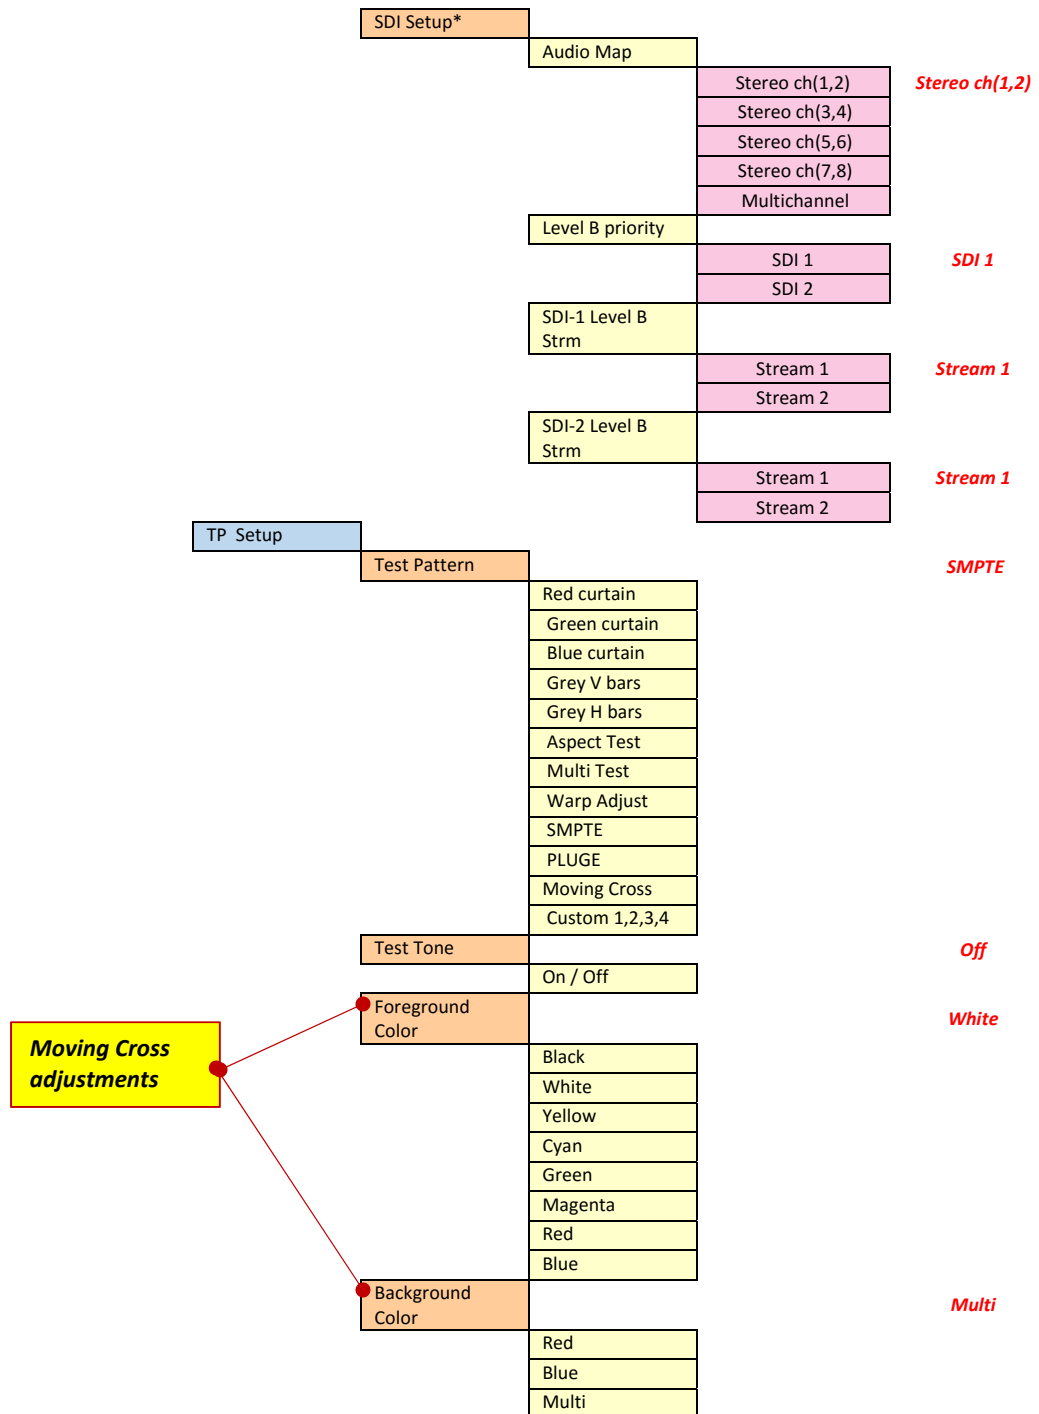 SDI Setup*
Audio Map
Stereo ch(1,2) Stereo ch(1,2)
Stereo ch(3,4)
Stereo ch(5,6)
Stereo ch(7,8)
Multichannel
Level B priority
SDI 1 SDI 1
SDI 2
SDI-1 Level B
Strm
Stream 1 Stream 1
Stream 2
SDI-2 Level B
Strm
Stream 1 Stream 1
Stream 2
TP Setup
Test Pattern SMPTE
Red curtain
Green curtain
Blue curtain
Grey V bars
Grey H bars
Aspect Test
Multi Test
Warp Adjust
SMPTE
PLUGE
Moving Cross
Custom 1,2,3,4
Test Tone Off
On / Off
Foreground
Color
White
Moving Cross
adjustments
Black
White
Yellow
Cyan
Green
Magenta
Red
Blue
Background
Color
Multi
Red
Blue
Multi